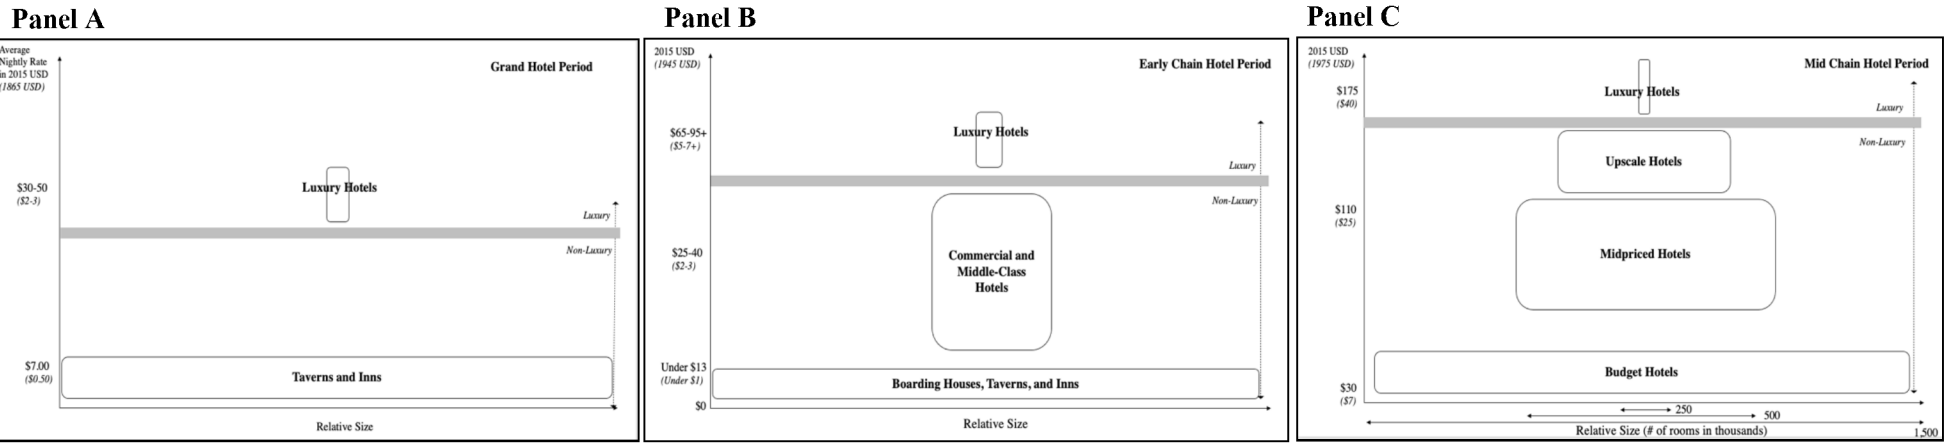 Panel A
Average
Nightly Rate
in 2015 USD
(1865 USD)
Grand Hotel Period
Luxury Hotels
$30-50
($2-3)
Luxury
Non-Luxury
$7.00
($0.50)
Taverns and Inns
Relative Size
Panel B
2015 USD
(1945 USD)
Early Chain Hotel Period
$65-95+
($5-7+)
Luxury Hotels
Luxury
Non-Luxury
$25-40
($2-3)
Commercial and
Middle-Class
Hotels
Under $13
(Under $1)
Boarding Houses, Taverns, and Inns
$0
Relative Size
Panel C
2015 USD
(1975 USD)
Mid Chain Hotel Period
$175
($40)
Luxury Hotels
Luxury
Non-Luxury
Upscale Hotels
$110
($25)
Midpriced Hotels
Budget Hotels
$30
($7)
250
500
Relative Size (# of rooms in thousands)
1,500